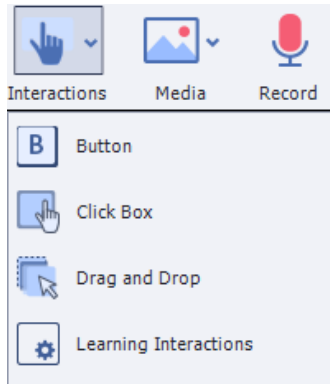 Interactions Media Record
B Button
Click Box
Drag and Drop
Learning Interactions